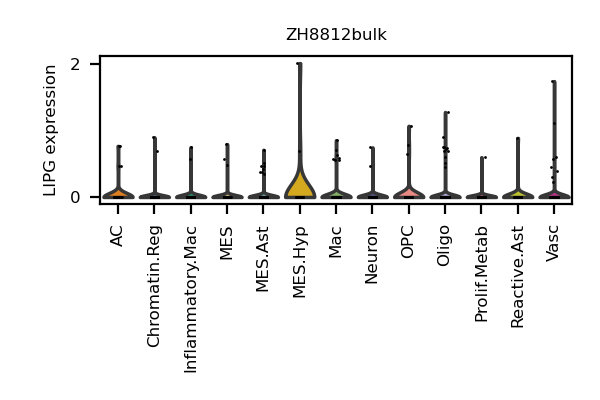 ZH8812bulk
LIPG expression
2
0
AC
Chromatin.Reg
Inflammatory.Mac
MES
MES.Ast
MES.Hyp
Mac
Neuron
OPC
Oligo
Prolif.Metab
Reactive.Ast
Vasc